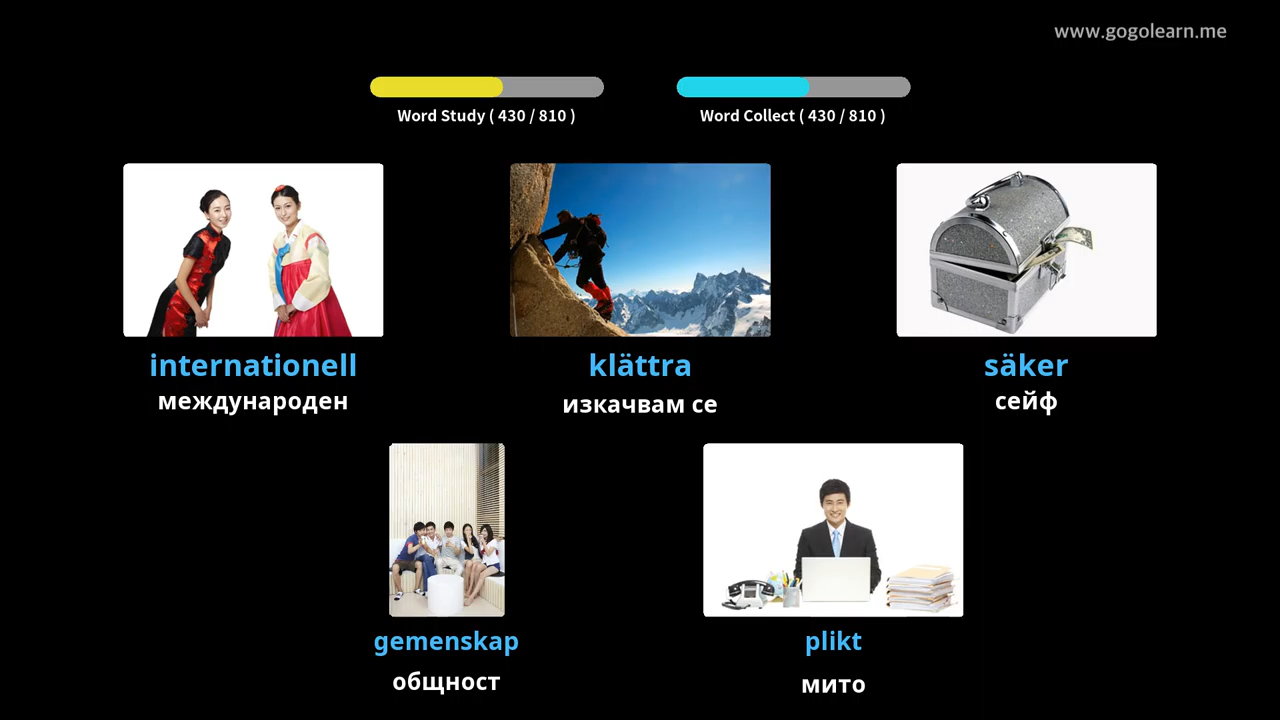 www.gogolearn.me
Word Study ( 430 / 810 )
Word Collect ( 430 / 810 )
internationell
международен
klättra
изкачвам се
säker
сейф
gemenskap
общност
plikt
мито